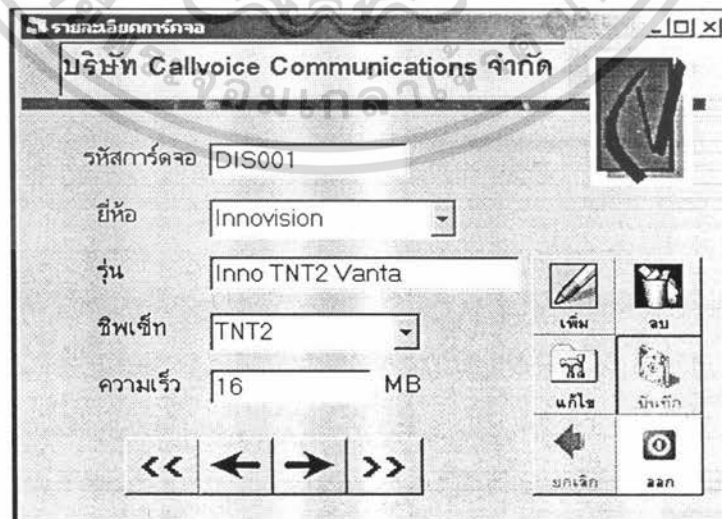 รายละเอียดการ์ดจอ
บริษัท Callvoice Communications จำกัด
รหัสการ์ดจอ DIS001
ยี่ห้อ Innovision
รุ่น Inno TNT2 Vanta
ชิพเซ็ท TNT2
ความเร็ว 16 MB
เพิ่ม ลบ
แก้ไข บันทึก
ยกเลิก ออก
<< ← → >>